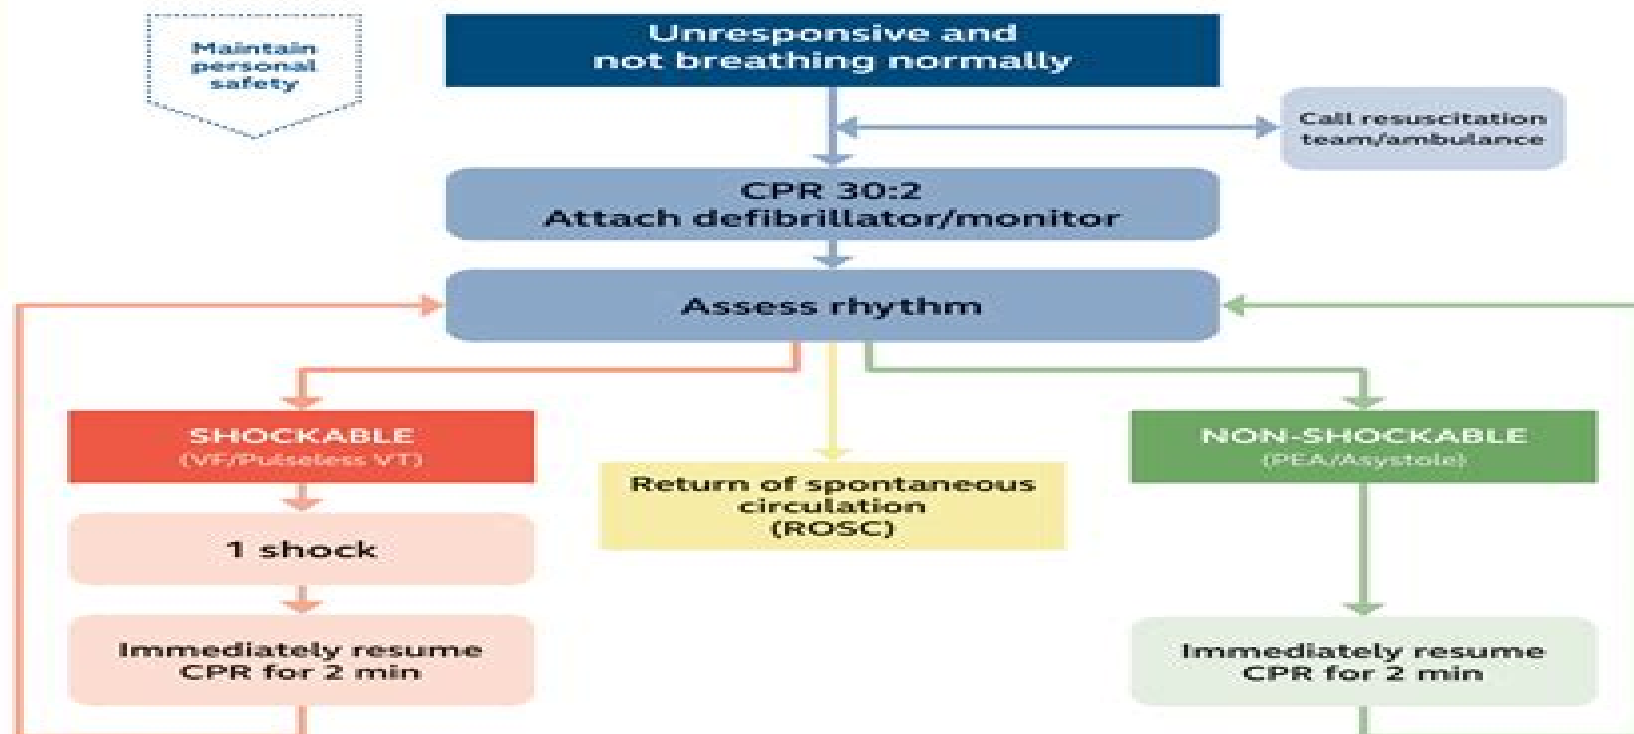 Maintain
personal
safety
Unresponsive and
not breathing normally
Call resuscitation
team/ambulance
CPR 30:2
Attach defibrillator/monitor
Assess rhythm
SHOCKABLE
(VF/Pulseless VT)
Return of spontaneous
circulation
(ROSC)
NON-SHOCKABLE
(PEA/Asystole)
1 shock
Immediately resume
CPR for 2 min
Immediately resume
CPR for 2 min